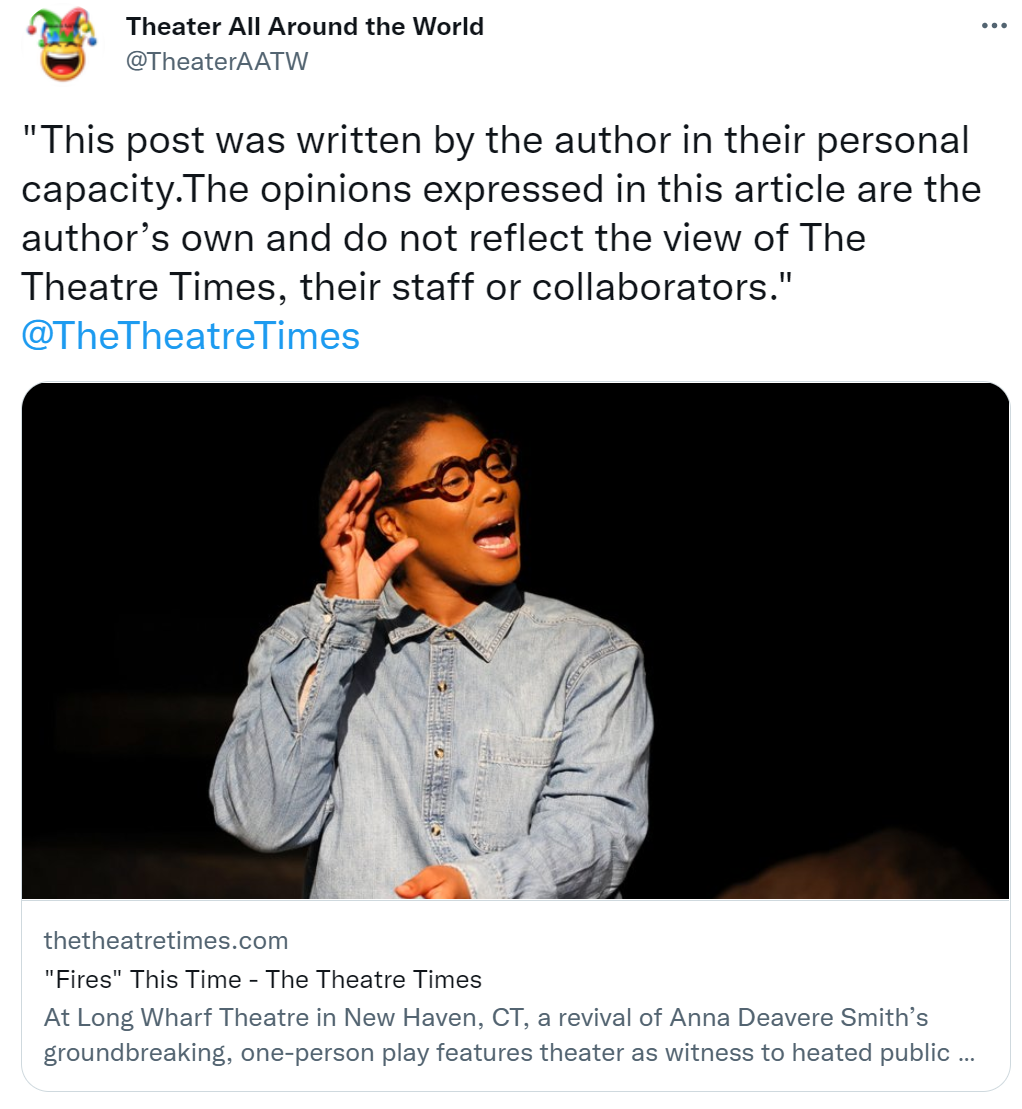 Theater All Around the World
@TheaterAATW
"This post was written by the author in their personal
capacity.The opinions expressed in this article are the
author’s own and do not reflect the view of The
Theatre Times, their staff or collaborators."
@TheTheatreTimes
thetheatretimes.com
"Fires" This Time - The Theatre Times
At Long Wharf Theatre in New Haven, CT, a revival of Anna Deavere Smith’s
groundbreaking, one-person play features theater as witness to heated public ...